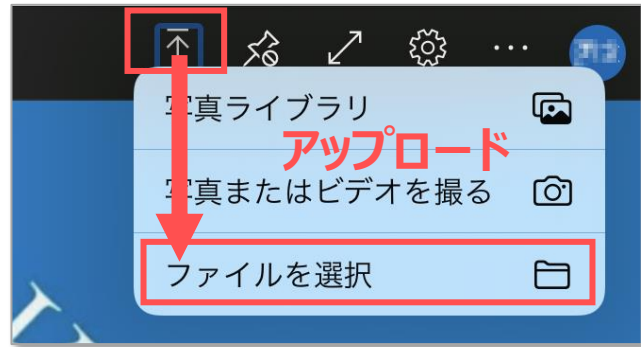 写真ライブラリ
アップロード
写真またはビデオを撮る
ファイルを選択